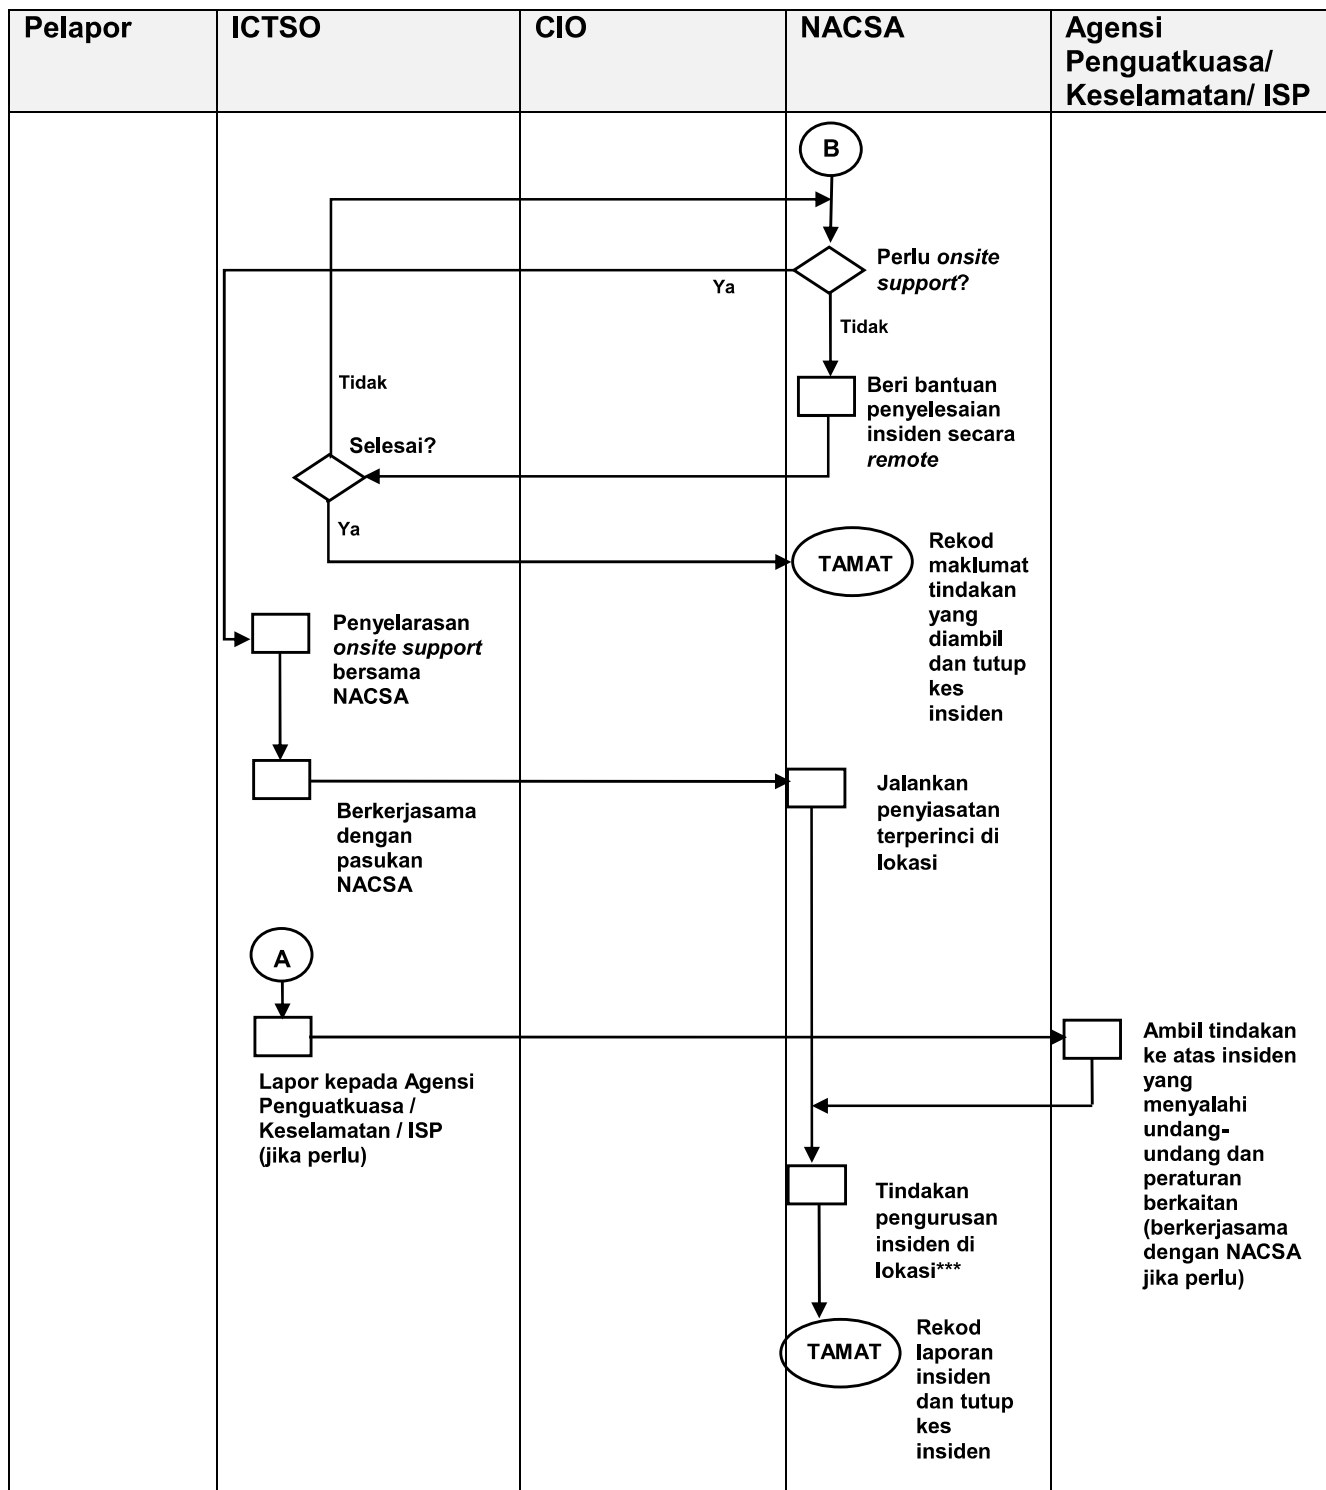 Pelapor
ICTSO
CIO
NACSA
Agensi
Penguatkuasa/
Keselamatan/ ISP
B
Perlu onsite
support?
Ya
Tidak
Tidak
Beri bantuan
penyelesaian
insiden secara
remote
Selesai?
Ya
TAMAT
Rekod
maklumat
tindakan
yang
diambil
dan tutup
kes
insiden
Penyelarasan
onsite support
bersama
NACSA
Berkerjasama
dengan
pasukan
NACSA
Jalankan
penyiasatan
terperinci di
lokasi
A
Lapor kepada Agensi
Penguatkuasa /
Keselamatan / ISP
(jika perlu)
Ambil tindakan
ke atas insiden
yang
menyalahi
undang-
undang dan
peraturan
berkaitan
(berkerjasama
dengan NACSA
jika perlu)
Tindakan
pengurusan
insiden di
lokasi***
TAMAT
Rekod
laporan
insiden
dan tutup
kes
insiden